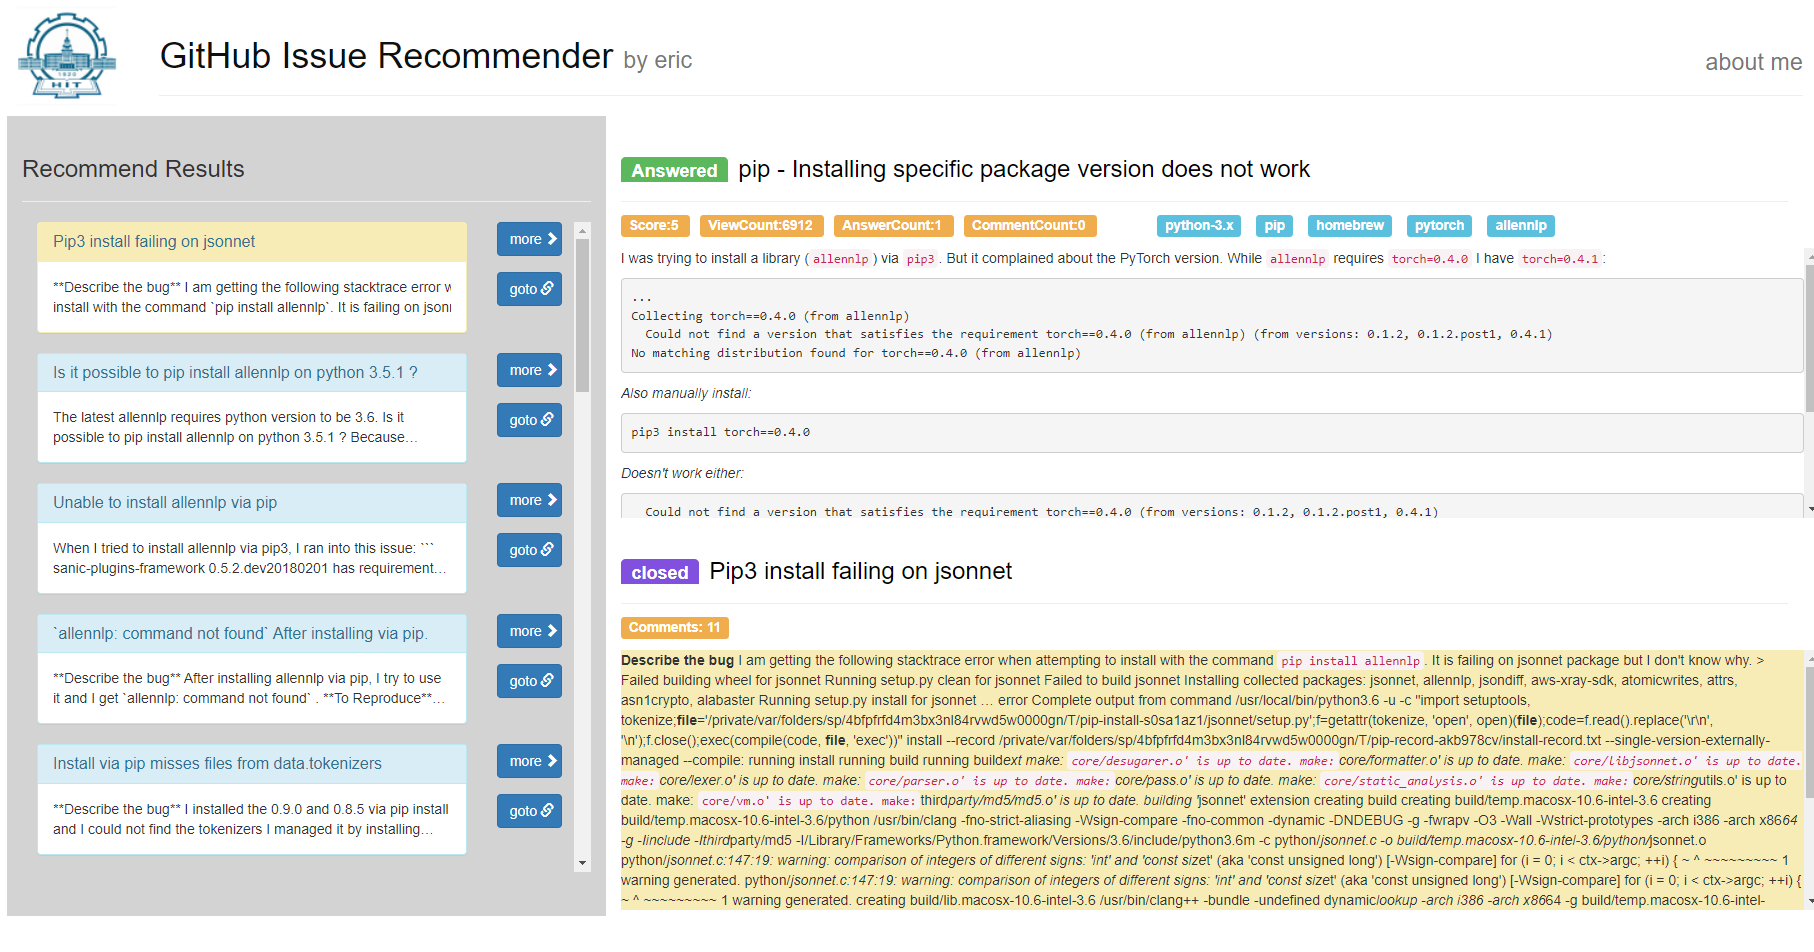 1920
HIT
GitHub Issue Recommender by eric
about me
Recommend Results
Pip3 install failing on jsonnet
more
**Describe the bug** I am getting the following stacktrace error w
install with the command `pip install allennlp`. It is failing on jsonn
goto
Is it possible to pip install allennlp on python 3.5.1 ?
more
The latest allennlp requires python version to be 3.6. Is it
possible to pip install allennlp on python 3.5.1 ? Because…
goto
Unable to install allennlp via pip
more
When I tried to install allennlp via pip3, I ran into this issue: ```
sanic-plugins-framework 0.5.2.dev20180201 has requirement…
goto
`allennlp: command not found` After installing via pip.
more
**Describe the bug** After installing allennlp via pip, I try to use
it and I get `allennlp: command not found` . **To Reproduce**…
goto
Install via pip misses files from data.tokenizers
more
**Describe the bug** I installed the 0.9.0 and 0.8.5 via pip install
and I could not find the tokenizers I managed it by installing…
goto
Answered pip - Installing specific package version does not work
Score:5 ViewCount:6912 AnswerCount:1 CommentCount:0 python-3.x pip homebrew pytorch allennlp
I was trying to install a library ( allennlp ) via pip3 . But it complained about the PyTorch version. While allennlp requires torch=0.4.0 I have torch=0.4.1 :
...
Collecting torch==0.4.0 (from allennlp)
Could not find a version that satisfies the requirement torch==0.4.0 (from allennlp) (from versions: 0.1.2, 0.1.2.post1, 0.4.1)
No matching distribution found for torch==0.4.0 (from allennlp)
Also manually install:
pip3 install torch==0.4.0
Doesn't work either:
Could not find a version that satisfies the requirement torch==0.4.0 (from versions: 0.1.2, 0.1.2.post1, 0.4.1)
closed Pip3 install failing on jsonnet
Comments: 11
Describe the bug I am getting the following stacktrace error when attempting to install with the command pip install allennlp . It is failing on jsonnet package but I don't know why. >
Failed building wheel for jsonnet Running setup.py clean for jsonnet Failed to build jsonnet Installing collected packages: jsonnet, allennlp, jsondiff, aws-xray-sdk, atomicwrites, attrs,
asn1crypto, alabaster Running setup.py install for jsonnet … error Complete output from command /usr/local/bin/python3.6 -u -c "import setuptools,
tokenize;file='/private/var/folders/sp/4bfpfrfd4m3bx3nl84rvwd5w0000gn/T/pip-install-s0sa1az1/jsonnet/setup.py';f=getattr(tokenize, 'open', open)(file);code=f.read().replace('\r\n',
'\n');f.close();exec(compile(code, file, 'exec'))" install --record /private/var/folders/sp/4bfpfrfd4m3bx3nl84rvwd5w0000gn/T/pip-record-akb978cv/install-record.txt --single-version-externally-
managed --compile: running install running build running buildext make: core/desugarer.o' is up to date. make: core/formatter.o' is up to date. make: core/libjsonnet.o' is up to date.
make: core/lexer.o' is up to date. make: core/parser.o' is up to date. make: core/pass.o' is up to date. make: core/static_analysis.o' is up to date. make: core/stringutils.o' is up to
date. make: core/vm.o' is up to date. make: thirdparty/md5/md5.o' is up to date. building 'jsonnet' extension creating build creating build/temp.macosx-10.6-intel-3.6 creating
build/temp.macosx-10.6-intel-3.6/python /usr/bin/clang -fno-strict-aliasing -Wsign-compare -fno-common -dynamic -DNDEBUG -g -fwrapv -O3 -Wall -Wstrict-prototypes -arch i386 -arch x8664
-g -Iinclude -Ithirdparty/md5 -I/Library/Frameworks/Python.framework/Versions/3.6/include/python3.6m -c python/jsonnet.c -o build/temp.macosx-10.6-intel-3.6/python/jsonnet.o
python/jsonnet.c:147:19: warning: comparison of integers of different signs: 'int' and 'const sizet' (aka 'const unsigned long') [-Wsign-compare] for (i = 0; i < ctx->argc; ++i) { ~ ^ ~~~~~~~~~ 1
warning generated. python/jsonnet.c:147:19: warning: comparison of integers of different signs: 'int' and 'const sizet' (aka 'const unsigned long') [-Wsign-compare] for (i = 0; i < ctx->argc; ++i) {
~ ^ ~~~~~~~~~ 1 warning generated. creating build/lib.macosx-10.6-intel-3.6 /usr/bin/clang++ -bundle -undefined dynamiclookup -arch i386 -arch x8664 -g build/temp.macosx-10.6-intel-